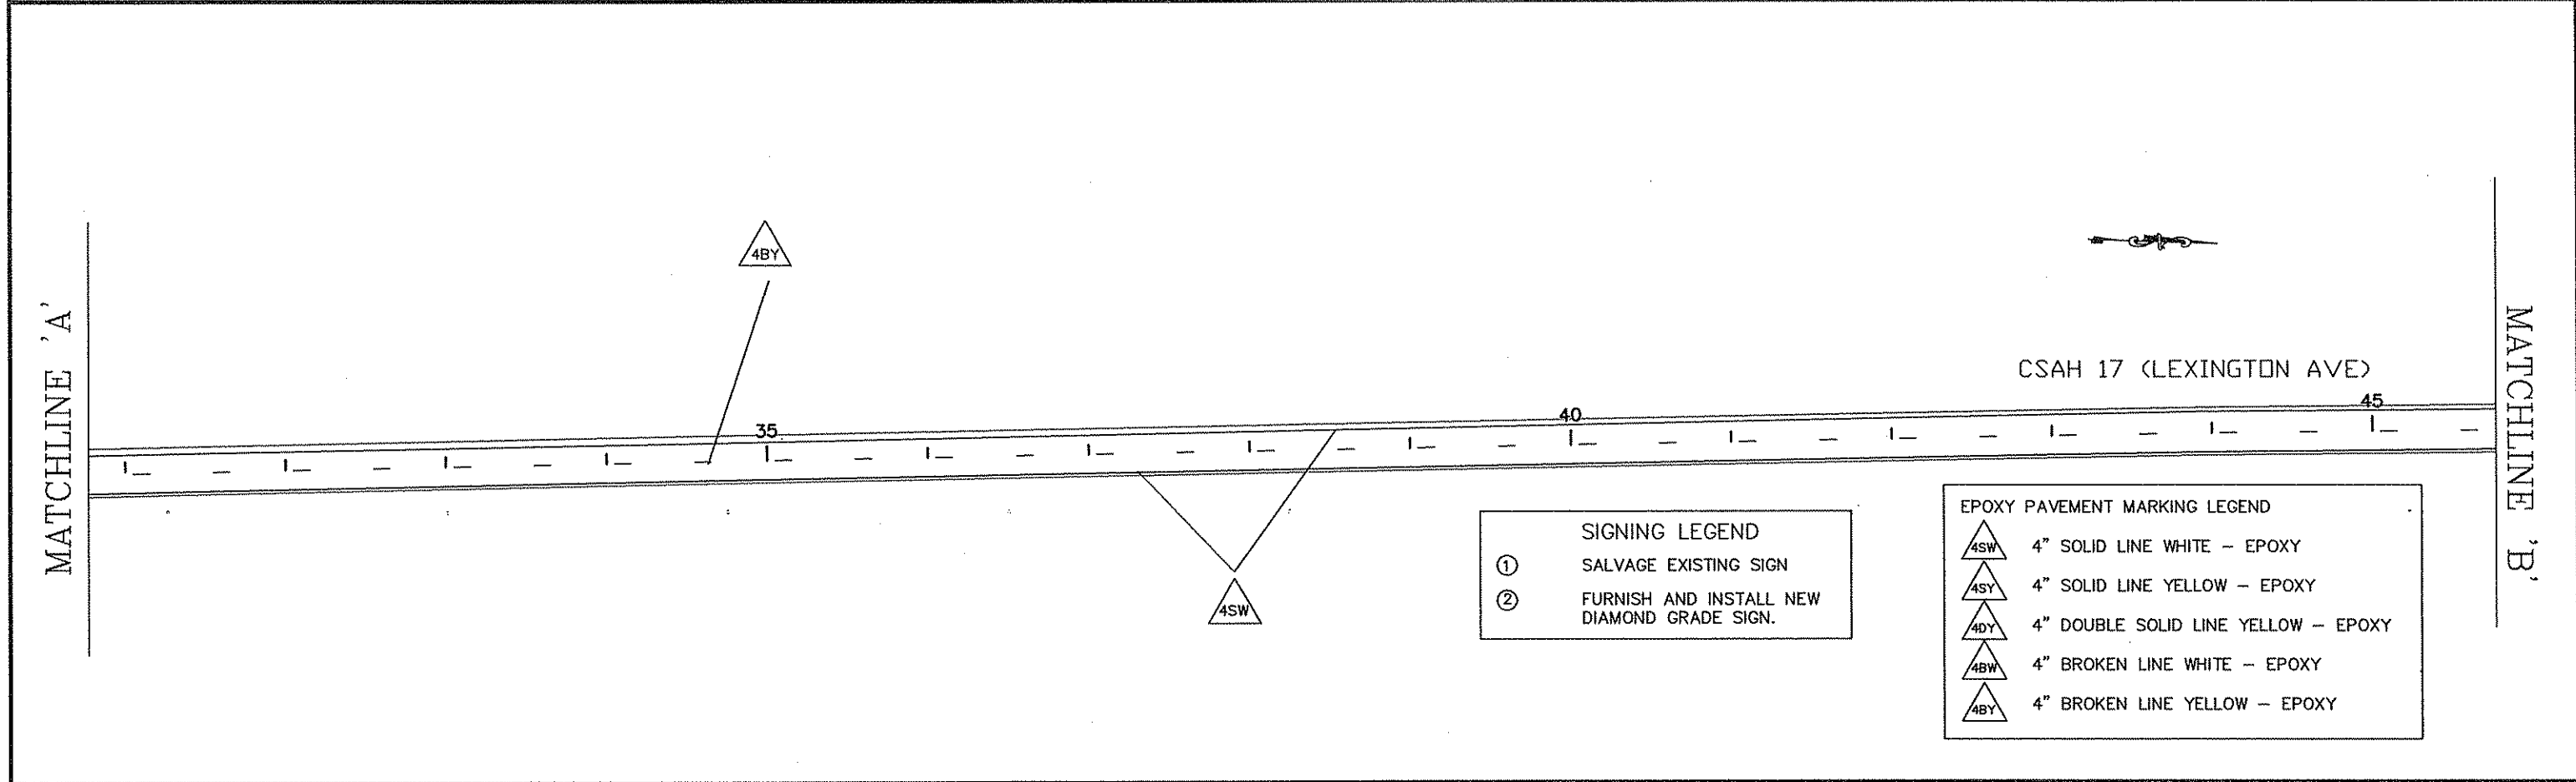 4BY
MATCHLINE 'A'
MATCHLINE 'B'
CSAH 17 (LEXINGTON AVE)
35
40
45
4SW
SIGNING LEGEND
1 SALVAGE EXISTING SIGN
2 FURNISH AND INSTALL NEW
DIAMOND GRADE SIGN.
EPOXY PAVEMENT MARKING LEGEND
4SW 4" SOLID LINE WHITE – EPOXY
4SY 4" SOLID LINE YELLOW – EPOXY
4DY 4" DOUBLE SOLID LINE YELLOW – EPOXY
4BW 4" BROKEN LINE WHITE – EPOXY
4BY 4" BROKEN LINE YELLOW – EPOXY